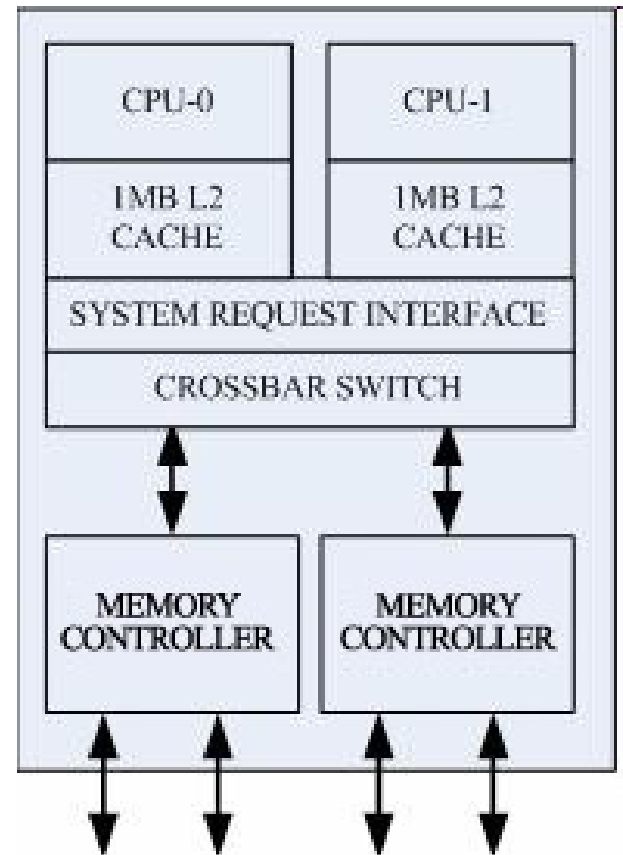 CPU-0
CPU-1
1MB L2
CACHE
1MB L2
CACHE
SYSTEM REQUEST INTERFACE
CROSSBAR SWITCH
MEMORY
CONTROLLER
MEMORY
CONTROLLER